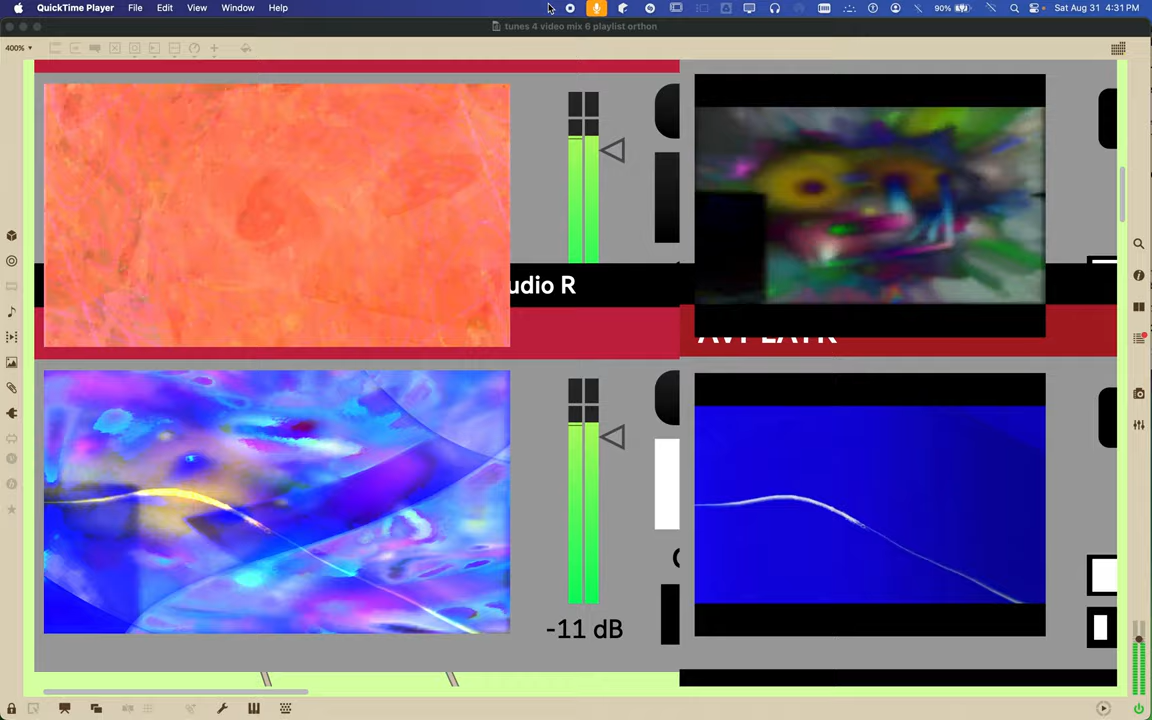 QuickTime Player File Edit View Window Help 90% Sat Aug 31 4:31 PM
tunes 4 video mix 6 playlist orthon
400%
udio R
-11 dB